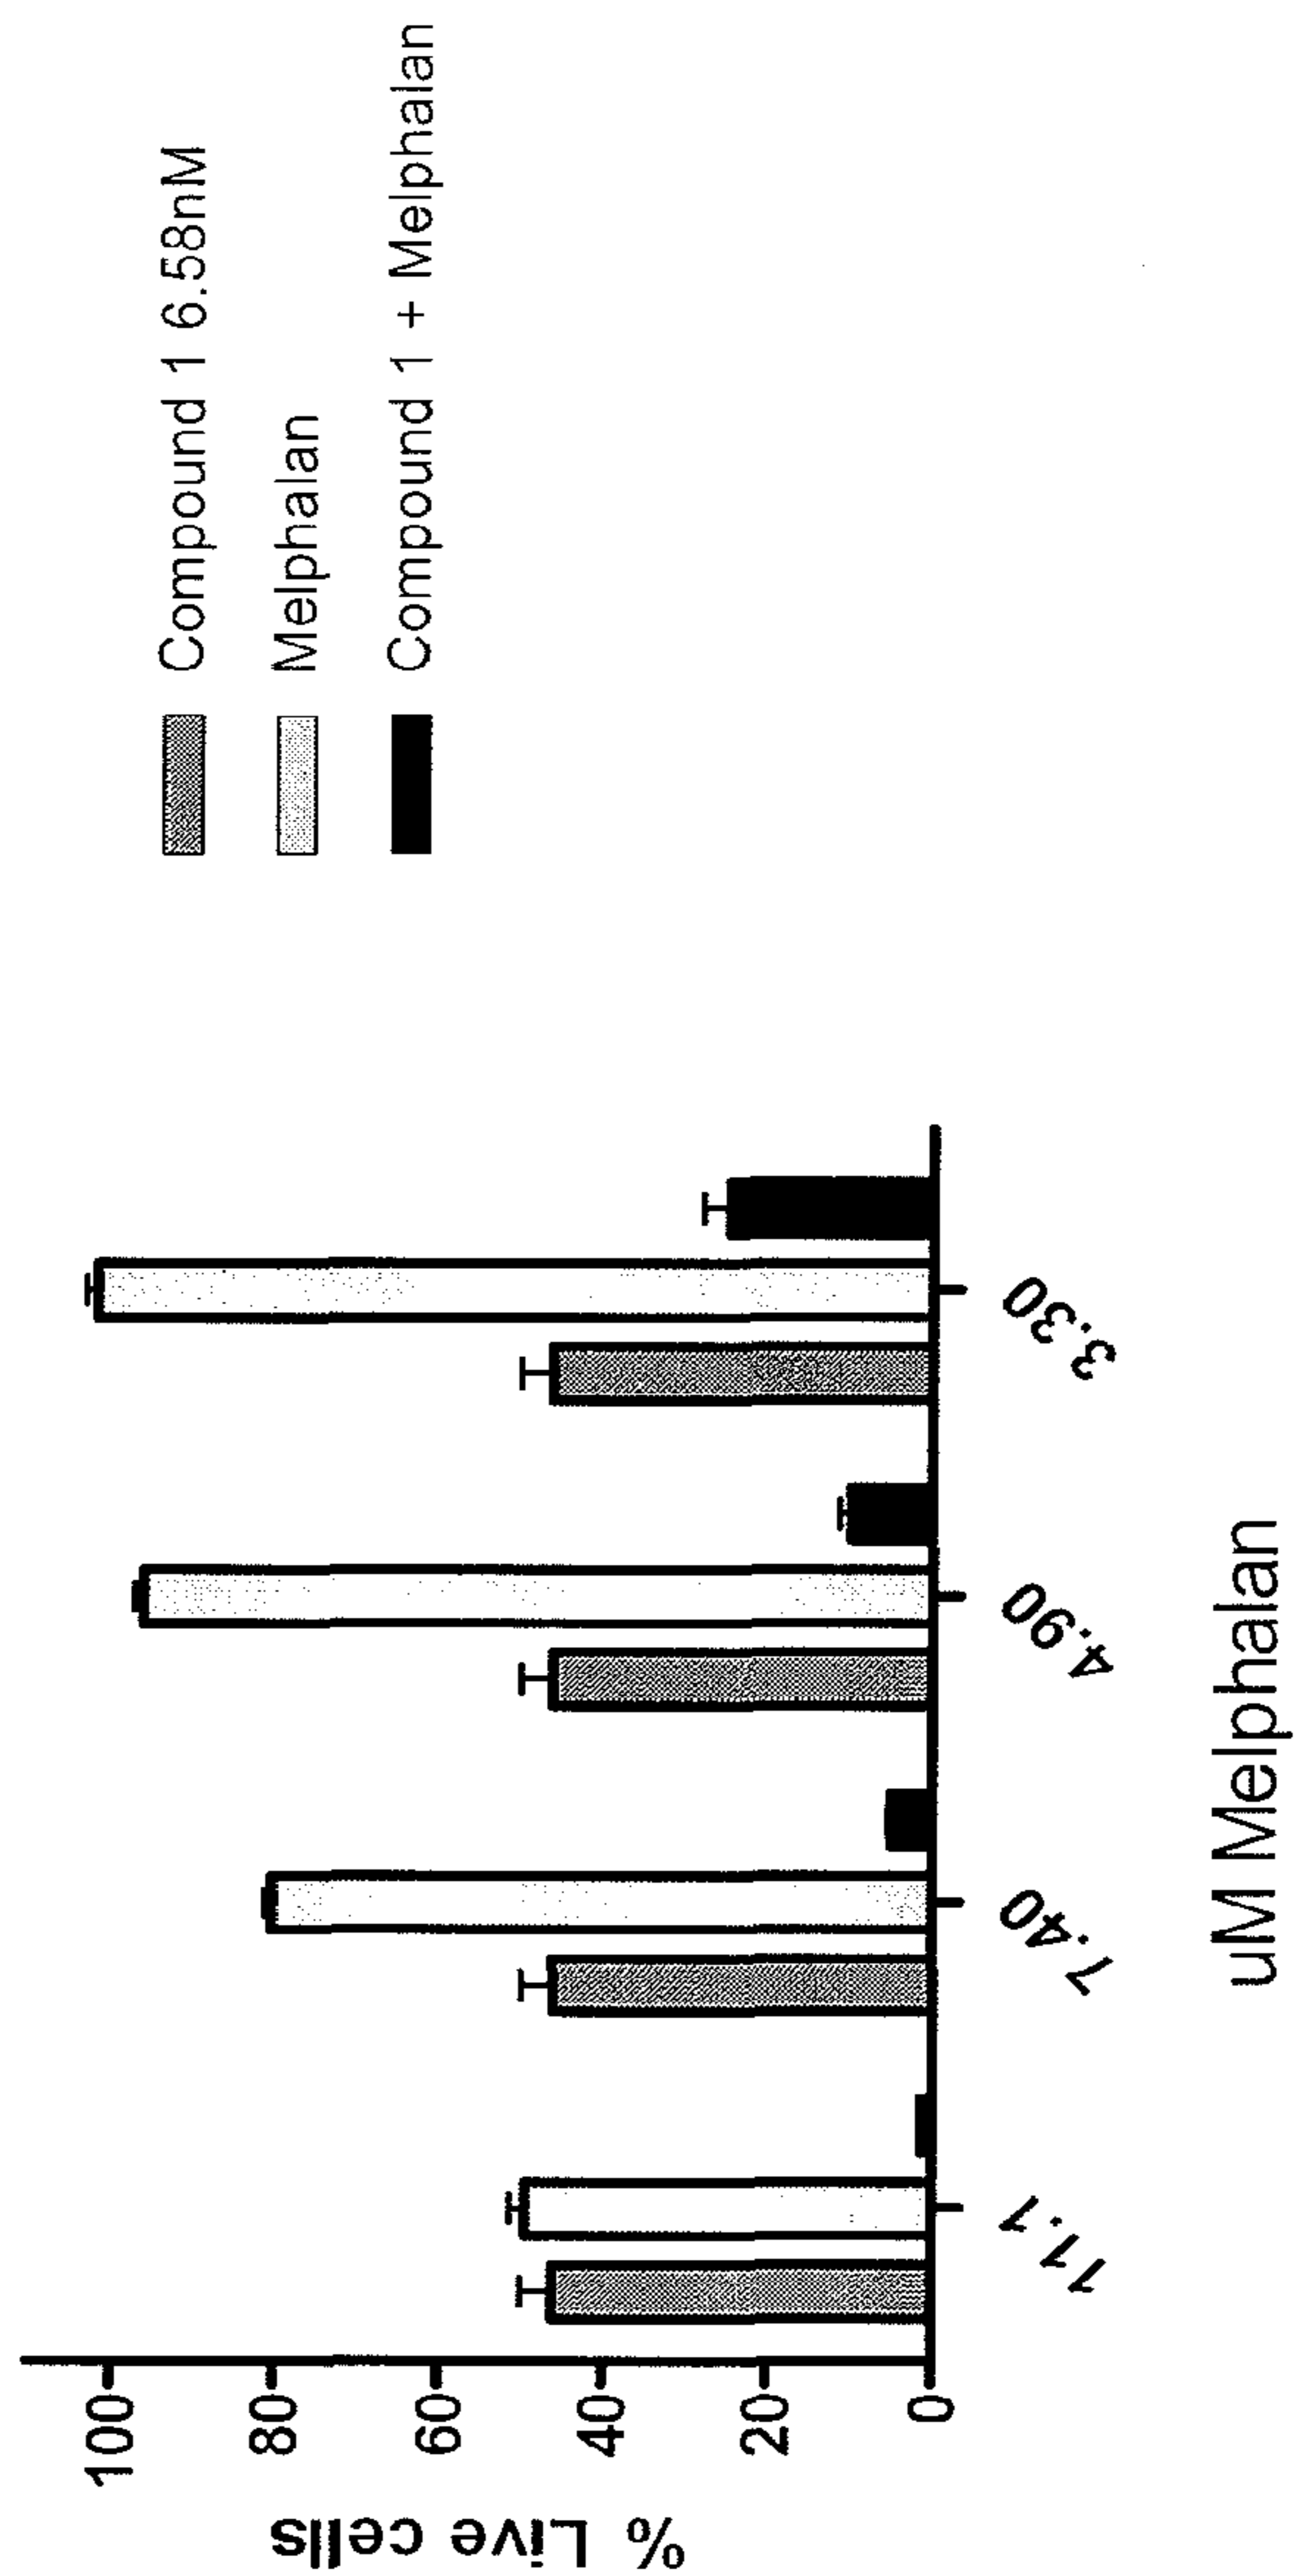 Compound 1 6.58nM
Melphalan
Compound 1 + Melphalan
% Live cells
100
80
60
40
20
0
11.1
7.40
4.90
3.30
uM Melphalan